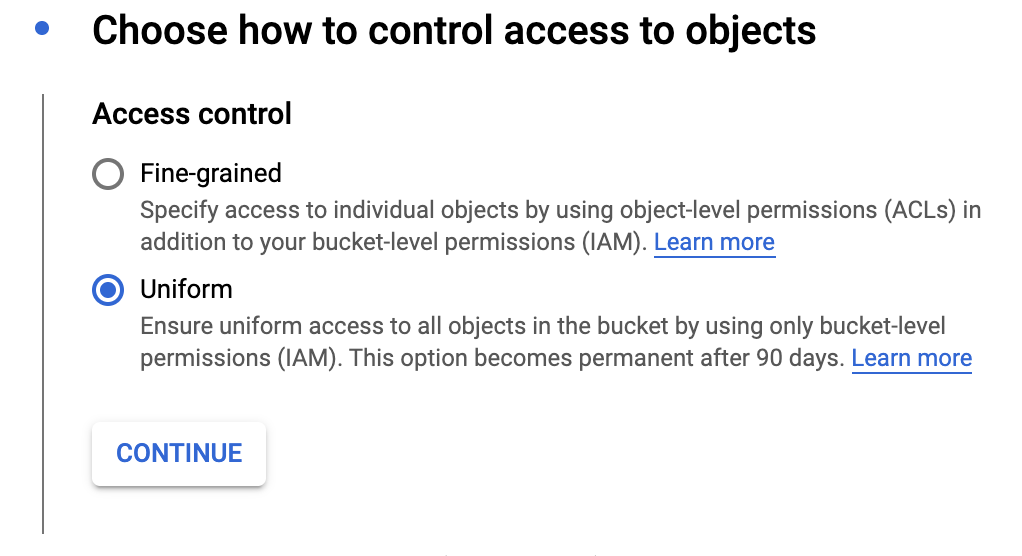 Choose how to control access to objects
Access control
Fine-grained
Specify access to individual objects by using object-level permissions (ACLs) in
addition to your bucket-level permissions (IAM). Learn more
Uniform
Ensure uniform access to all objects in the bucket by using only bucket-level
permissions (IAM). This option becomes permanent after 90 days. Learn more
CONTINUE